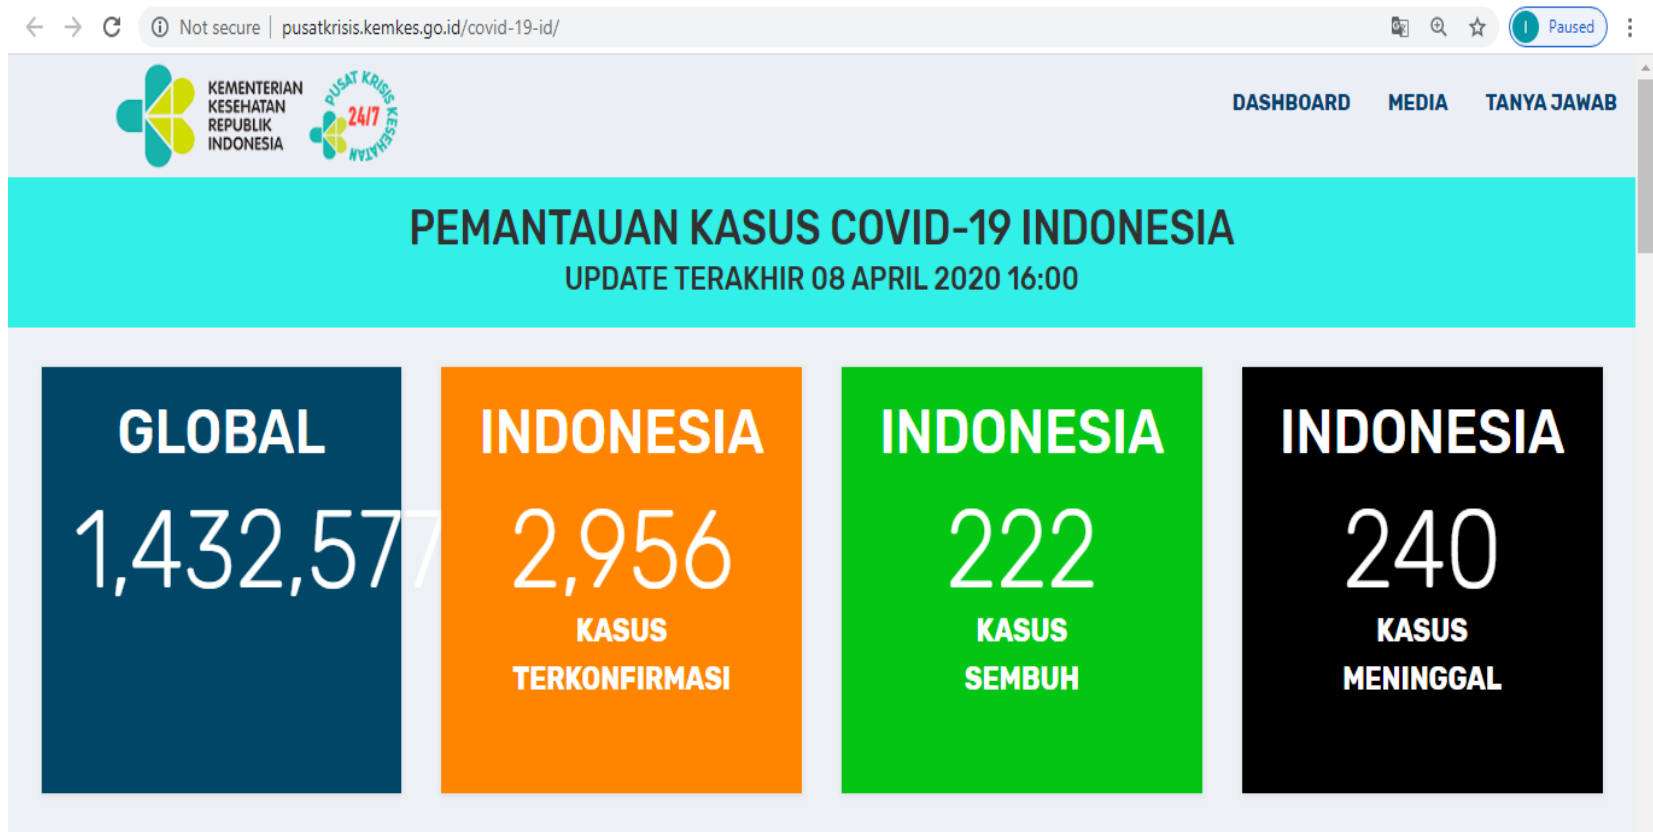 Not secure | pusatkrisis.kemkes.go.id/covid-19-id/
Paused
KEMENTERIAN
KESEHATAN
REPUBLIK
INDONESIA
PUSAT KRISIS KESEHATAN
24/7
DASHBOARD MEDIA TANYA JAWAB
PEMANTAUAN KASUS COVID-19 INDONESIA
UPDATE TERAKHIR 08 APRIL 2020 16:00
GLOBAL
1,432,577
INDONESIA
2,956
KASUS
TERKONFIRMASI
INDONESIA
222
KASUS
SEMBUH
INDONESIA
240
KASUS
MENINGGAL